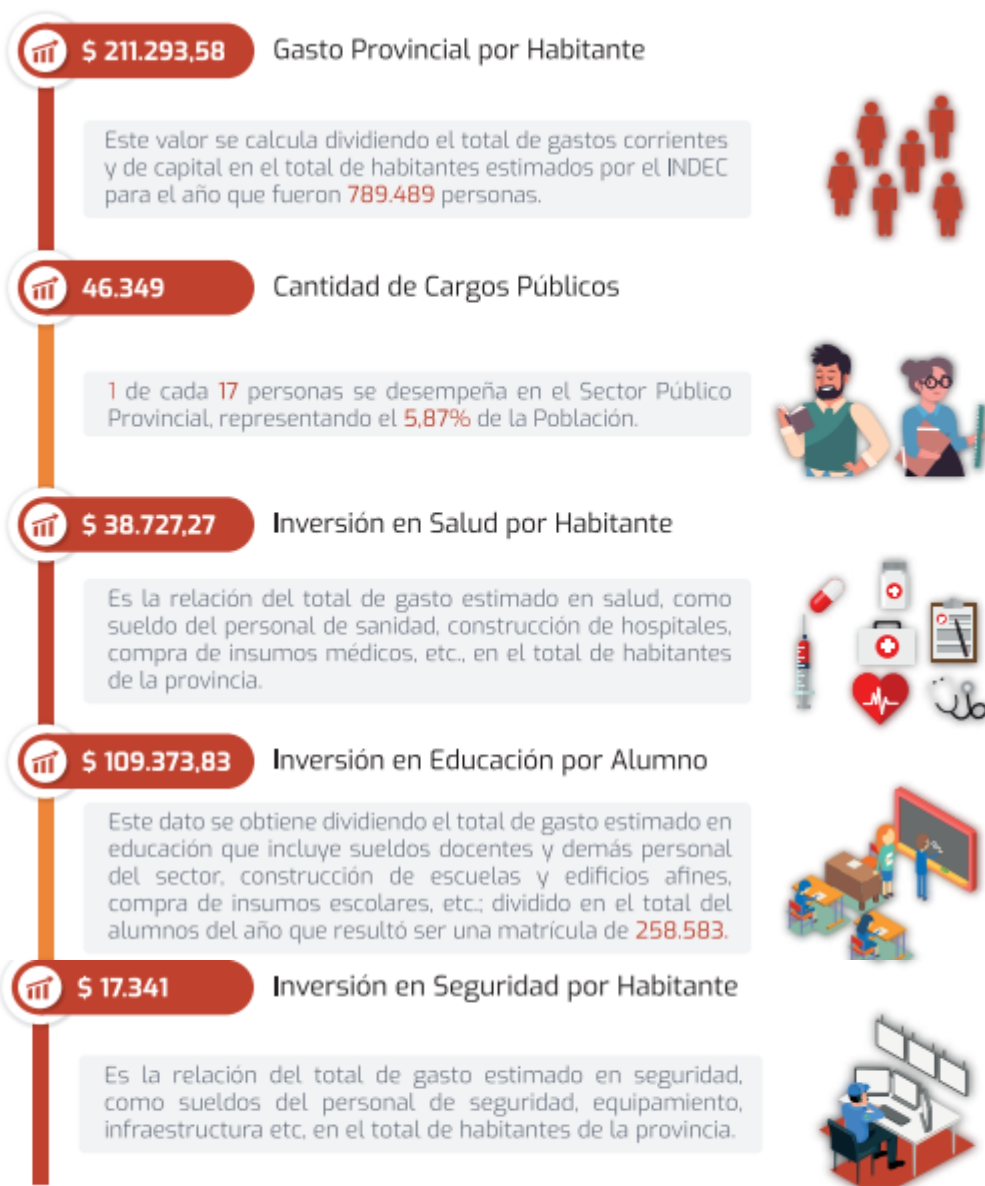 $ 211.293,58
Gasto Provincial por Habitante
Este valor se calcula dividiendo el total de gastos corrientes
y de capital en el total de habitantes estimados por el INDEC
para el año que fueron 789.489 personas.
46.349
Cantidad de Cargos Públicos
1 de cada 17 personas se desempeña en el Sector Público
Provincial, representando el 5,87% de la Población.
$ 38.727,27
Inversión en Salud por Habitante
Es la relación del total de gasto estimado en salud, como
sueldo del personal de sanidad, construcción de hospitales,
compra de insumos médicos, etc., en el total de habitantes
de la provincia.
$ 109.373,83
Inversión en Educación por Alumno
Este dato se obtiene dividiendo el total de gasto estimado en
educación que incluye sueldos docentes y demás personal
del sector, construcción de escuelas y edificios afines,
compra de insumos escolares, etc.; dividido en el total del
alumnos del año que resultó ser una matrícula de 258.583.
$ 17.341
Inversión en Seguridad por Habitante
Es la relación del total de gasto estimado en seguridad,
como sueldos del personal de seguridad, equipamiento,
infraestructura etc, en el total de habitantes de la provincia.